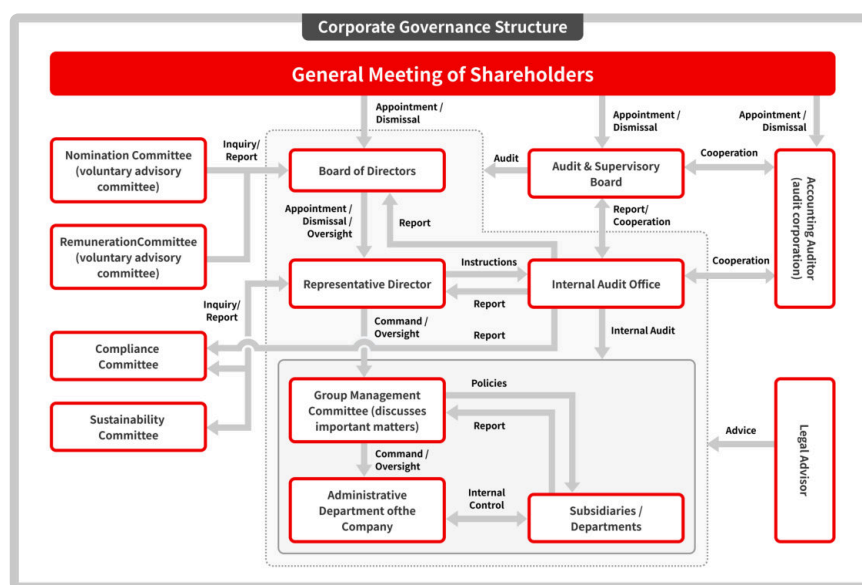 Corporate Governance Structure
General Meeting of Shareholders
Appointment /
Dismissal
Appointment /
Dismissal
Appointment /
Dismissal
Nomination Committee
(voluntary advisory
committee)
Inquiry/
Report
Board of Directors
Audit
Audit & Supervisory
Board
Cooperation
Accounting Auditor
(audit corporation)
Appointment /
Dismissal /
Oversight
Report
Report/
Cooperation
RemunerationCommittee
(voluntary advisory
committee)
Representative Director
Instructions
Report
Internal Audit Office
Cooperation
Inquiry/
Report
Command /
Oversight
Report
Internal Audit
Compliance
Committee
Group Management
Committee (discusses
important matters)
Policies
Report
Sustainability
Committee
Advice
Legal Advisor
Command /
Oversight
Administrative
Department ofthe
Company
Internal
Control
Subsidiaries /
Departments